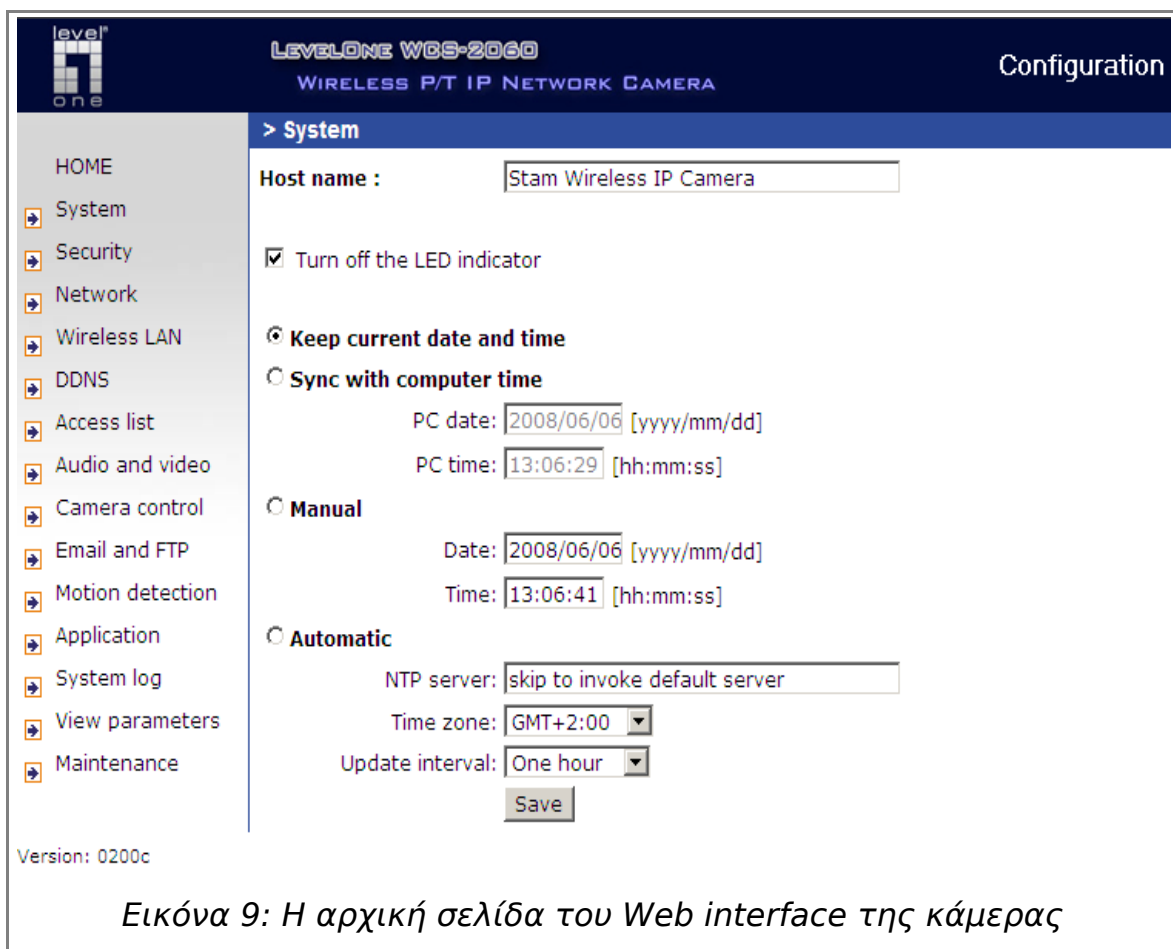 level
one
LevelOne WCS-2060
Wireless P/T IP Network Camera
Configuration
> System
HOME
System
Security
Network
Wireless LAN
DDNS
Access list
Audio and video
Camera control
Email and FTP
Motion detection
Application
System log
View parameters
Maintenance
Version: 0200c
Host name : Stam Wireless IP Camera
Turn off the LED indicator
Keep current date and time
Sync with computer time
PC date: 2008/06/06 [yyyy/mm/dd]
PC time: 13:06:29 [hh:mm:ss]
Manual
Date: 2008/06/06 [yyyy/mm/dd]
Time: 13:06:41 [hh:mm:ss]
Automatic
NTP server: skip to invoke default server
Time zone: GMT+2:00
Update interval: One hour
Save
Εικόνα 9: Η αρχική σελίδα του Web interface της κάμερας